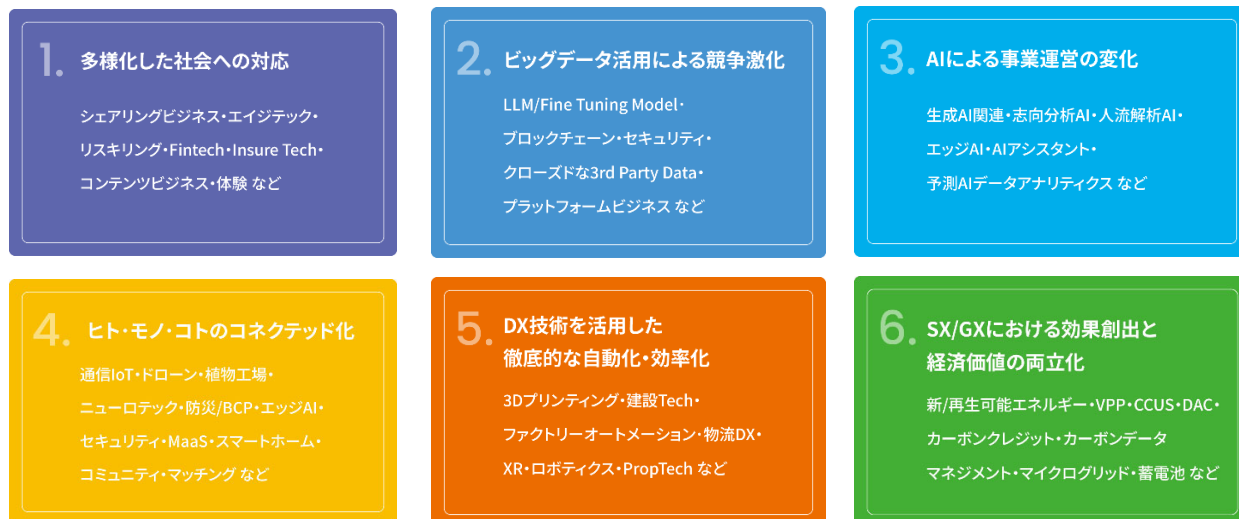 1. 多様化した社会への対応
シェアリングビジネス・エイジテック・
リスキリング・Fintech・Insure Tech・
コンテンツビジネス・体験 など
2. ビッグデータ活用による競争激化
LLM/Fine Tuning Model・
ブロックチェーン・セキュリティ・
クローズドな3rd Party Data・
プラットフォームビジネス など
3. AIによる事業運営の変化
生成AI関連・志向分析AI・人流解析AI・
エッジAI・AIアシスタント・
予測AIデータアナリティクス など
4. ヒト・モノ・コトのコネクテッド化
通信IoT・ドローン・植物工場・
ニューロテック・防災/BCP・エッジAI・
セキュリティ・MaaS・スマートホーム・
コミュニティ・マッチング など
5. DX技術を活用した
徹底的な自動化・効率化
3Dプリンティング・建設Tech・
ファクトリーオートメーション・物流DX・
XR・ロボティクス・PropTech など
6. SX/GXにおける効果創出と
経済価値の両立化
新/再生可能エネルギー・VPP・CCUS・DAC・
カーボンクレジット・カーボンデータ
マネジメント・マイクログリッド・蓄電池 など